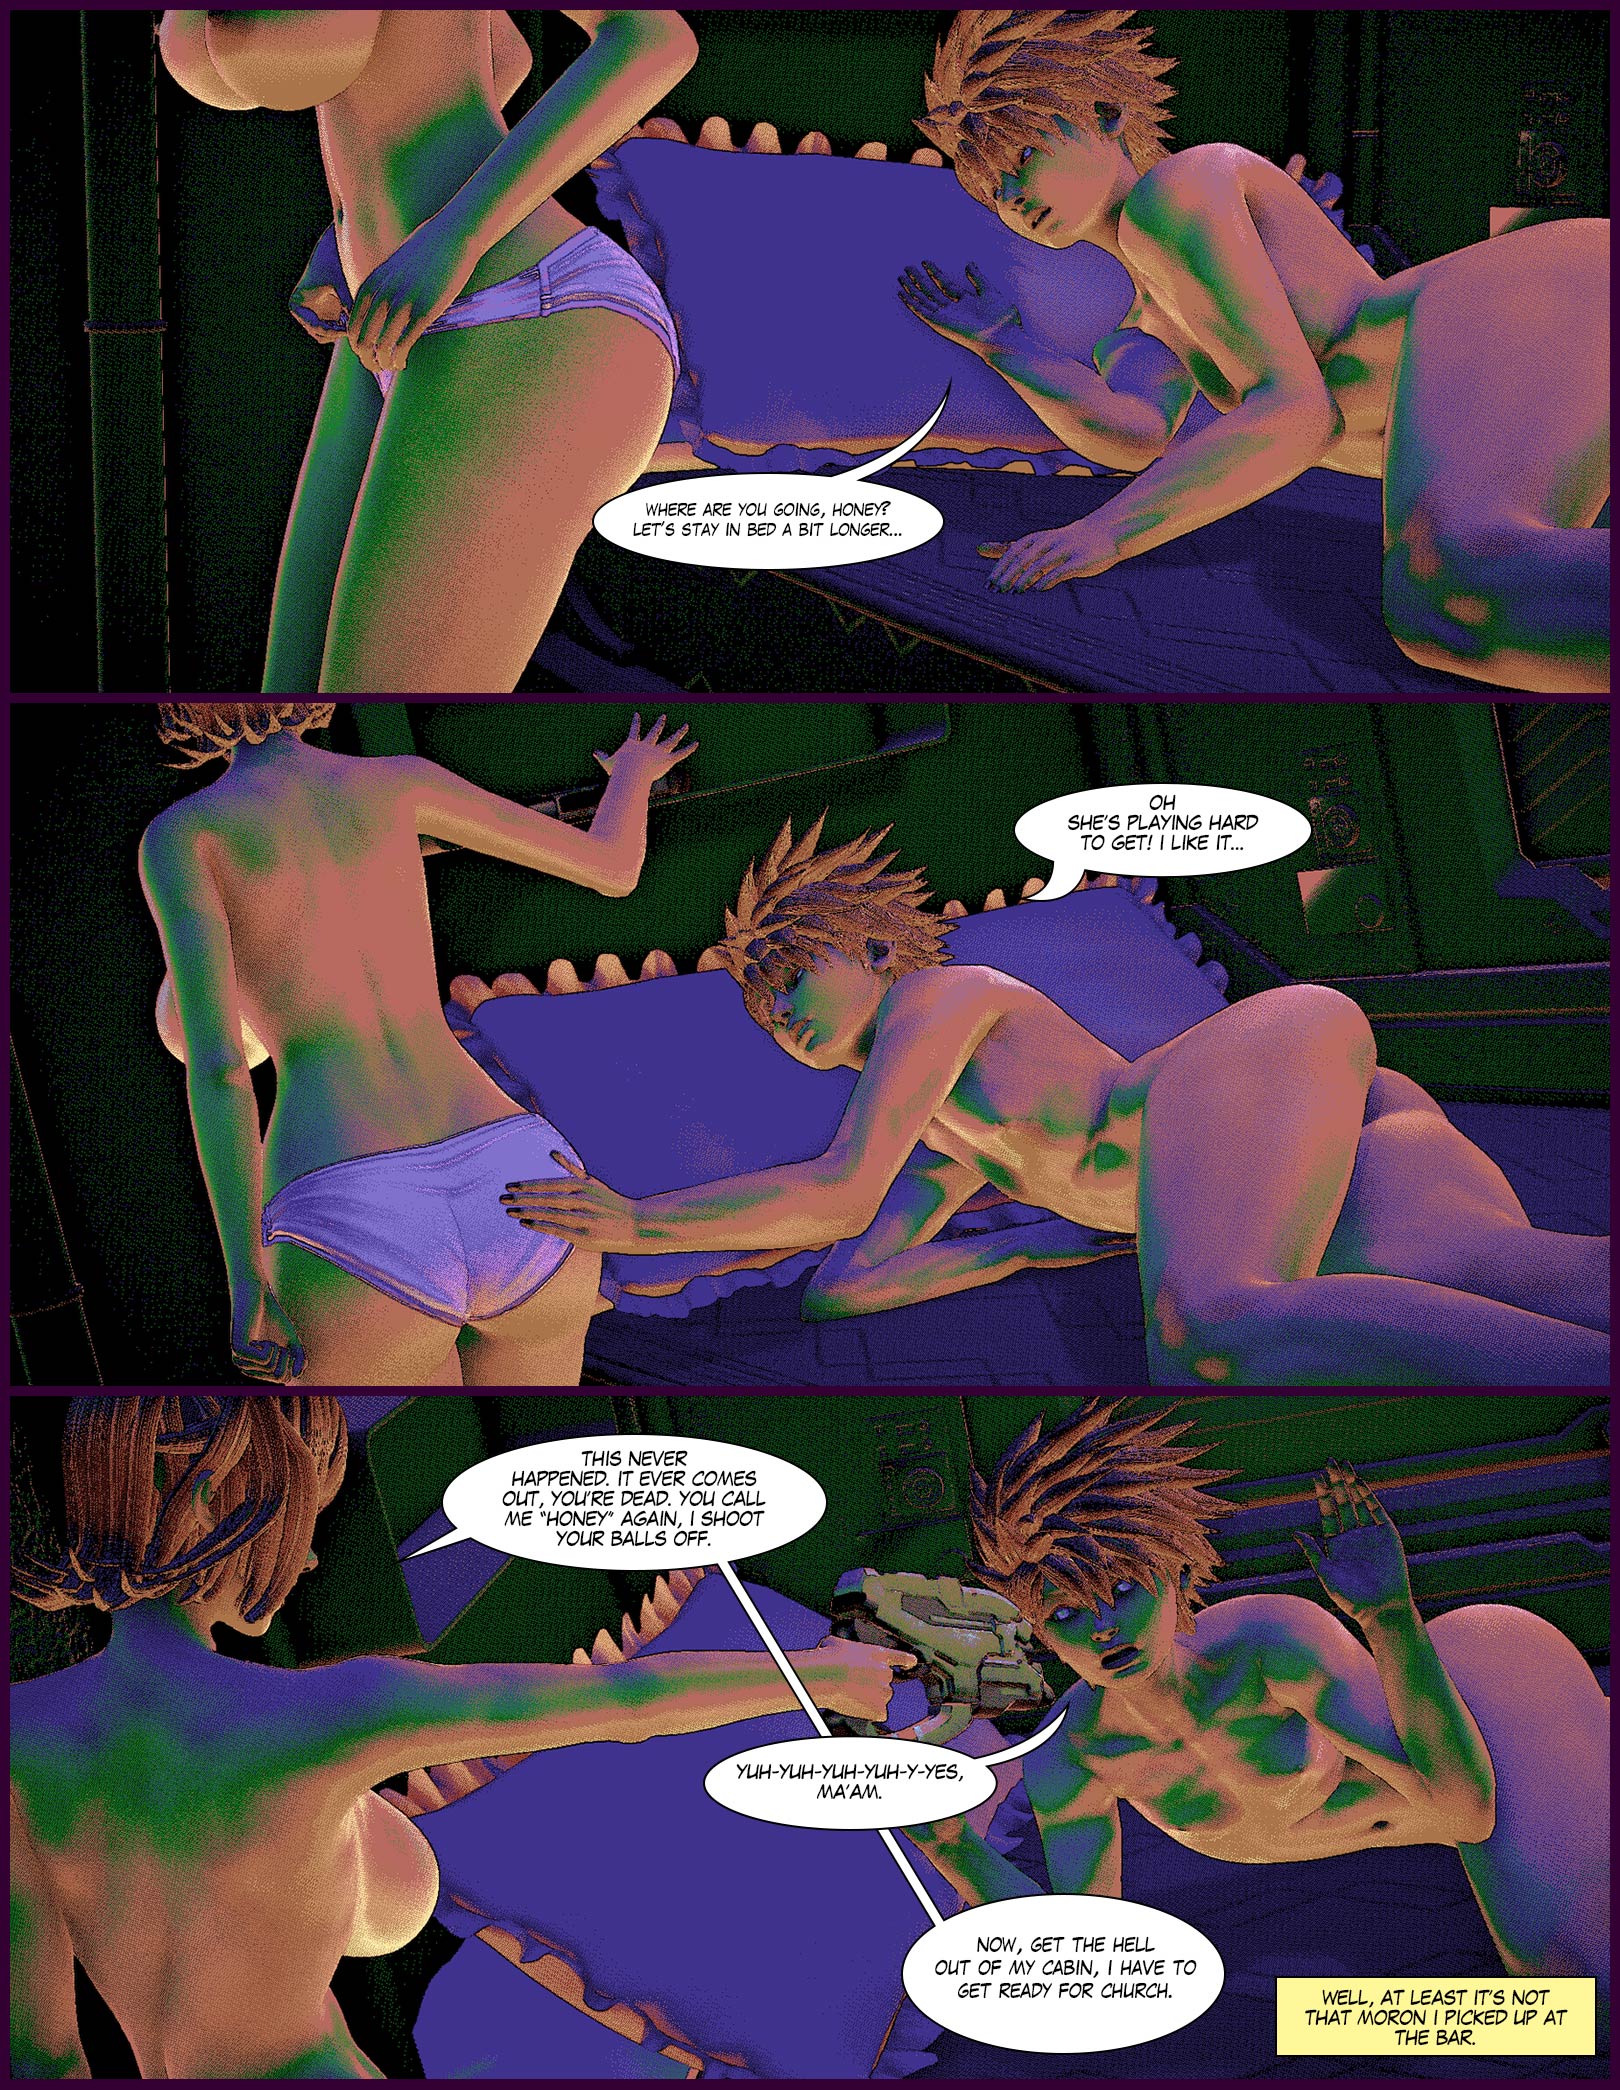 WHERE ARE YOU GOING, HONEY?
LET'S STAY IN BED A BIT LONGER...
OH
SHE'S PLAYING HARD
TO GET! I LIKE IT...
THIS NEVER
HAPPENED. IT EVER COMES
OUT, YOU'RE DEAD. YOU CALL
ME "HONEY" AGAIN, I SHOOT
YOUR BALLS OFF.
YUH-YUH-YUH-YUH-Y-YES,
MA'AM.
NOW, GET THE HELL
OUT OF MY CABIN, I HAVE TO
GET READY FOR CHURCH.
WELL, AT LEAST IT'S NOT
THAT MORON I PICKED UP AT
THE BAR.